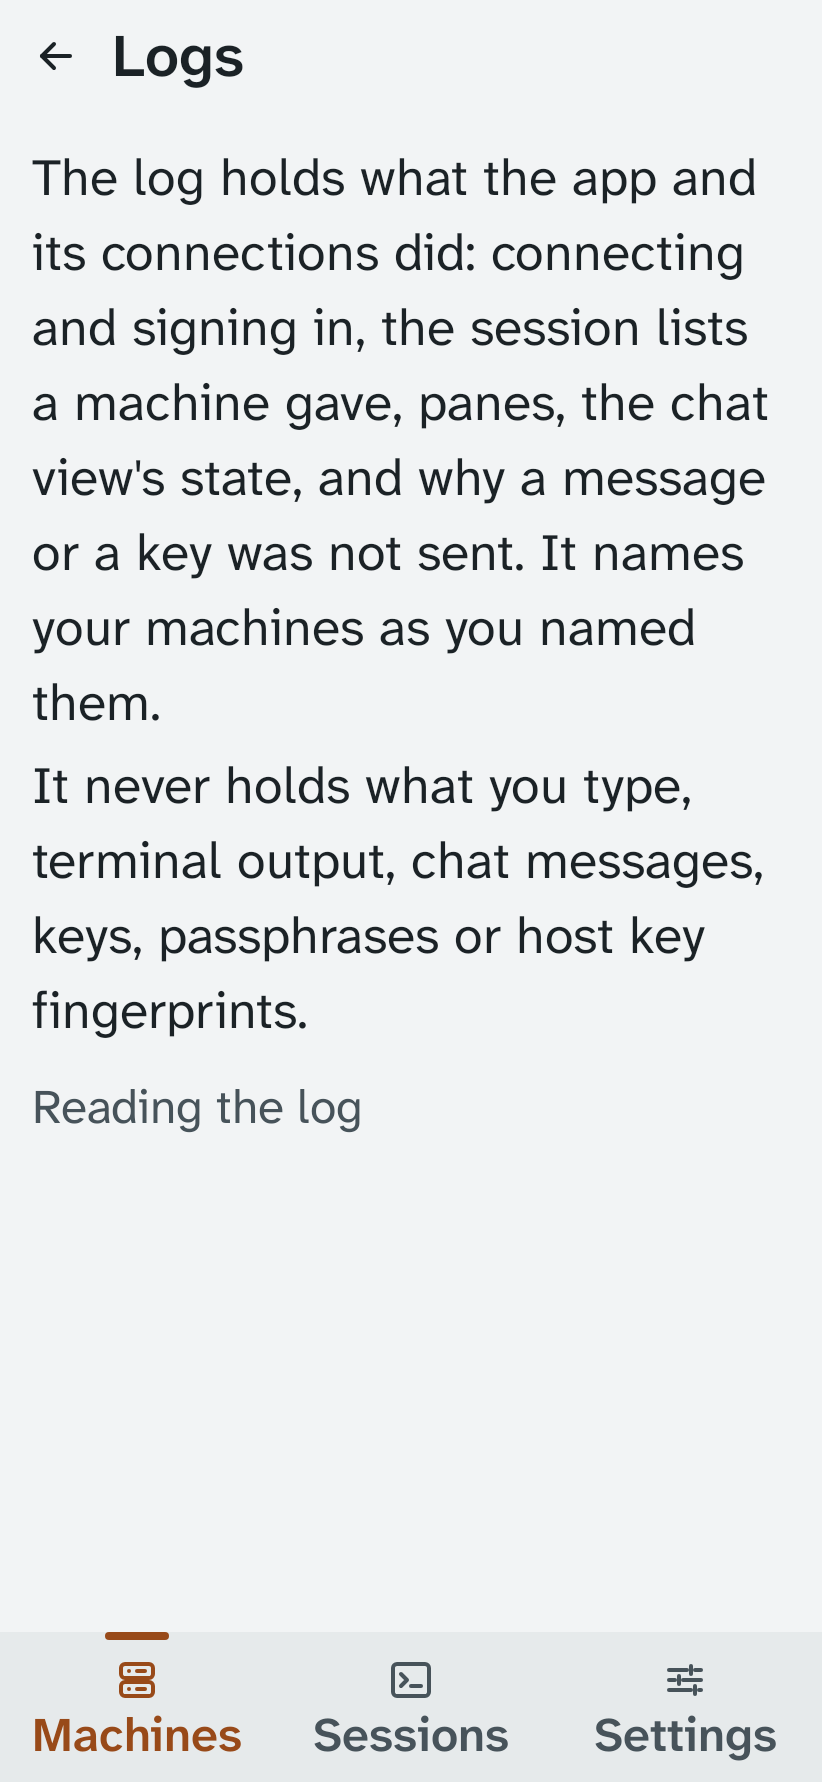 Logs
The log holds what the app and
its connections did: connecting
and signing in, the session lists
a machine gave, panes, the chat
view's state, and why a message
or a key was not sent. It names
your machines as you named
them.
It never holds what you type,
terminal output, chat messages,
keys, passphrases or host key
fingerprints.
Reading the log
Machines
Sessions
Settings